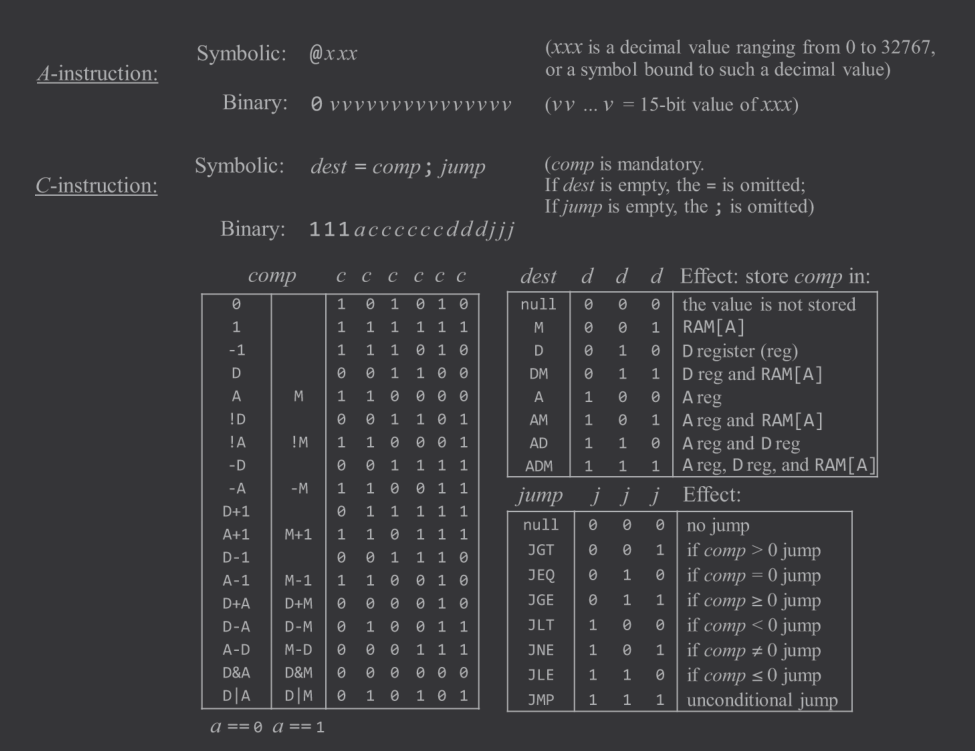 A-instruction:
Symbolic: @xxx (xxx is a decimal value ranging from 0 to 32767,
or a symbol bound to such a decimal value)
Binary: 0 vvvvvvvvvvvvvvv (vv ... v = 15-bit value of xxx)
C-instruction:
Symbolic: dest = comp ; jump (comp is mandatory.
If dest is empty, the = is omitted;
If jump is empty, the ; is omitted)
Binary: 111accccccdddjjj
comp c c c c c c
0 1 0 1 0 1 0
1 1 1 1 1 1 1
-1 1 1 1 0 1 0
D 0 0 1 1 0 0
A M 1 1 0 0 0 0
!D 0 0 1 1 0 1
!A !M 1 1 0 0 0 1
-D 0 0 1 1 1 1
-A -M 1 1 0 0 1 1
D+1 0 1 1 1 1 1
A+1 M+1 1 1 0 1 1 1
D-1 0 0 1 1 1 0
A-1 M-1 1 1 0 0 1 0
D+A D+M 0 0 0 0 1 0
D-A D-M 0 1 0 0 1 1
A-D M-D 0 0 0 1 1 1
D&A D&M 0 0 0 0 0 0
D|A D|M 0 1 0 1 0 1
a == 0 a == 1
dest d d d Effect: store comp in:
null 0 0 0 the value is not stored
M 0 0 1 RAM[A]
D 0 1 0 D register (reg)
DM 0 1 1 D reg and RAM[A]
A 1 0 0 A reg
AM 1 0 1 A reg and RAM[A]
AD 1 1 0 A reg and D reg
ADM 1 1 1 A reg, D reg, and RAM[A]
jump j j j Effect:
null 0 0 0 no jump
JGT 0 0 1 if comp > 0 jump
JEQ 0 1 0 if comp = 0 jump
JGE 0 1 1 if comp ≥ 0 jump
JLT 1 0 0 if comp < 0 jump
JNE 1 0 1 if comp ≠ 0 jump
JLE 1 1 0 if comp ≤ 0 jump
JMP 1 1 1 unconditional jump